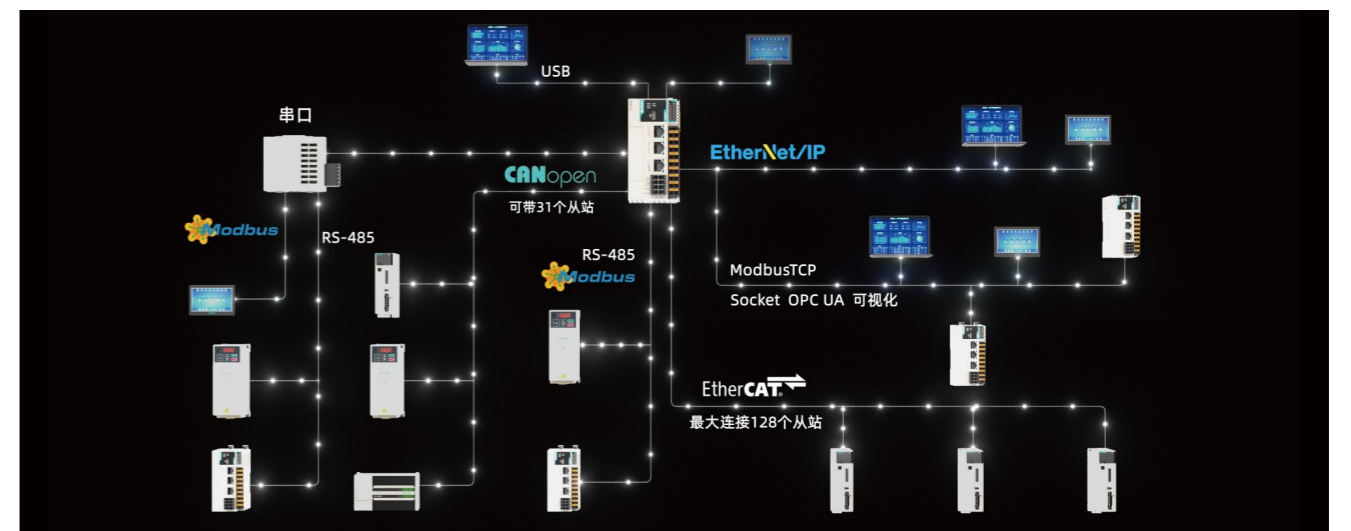 USB
串口
EtherNet/IP
CANopen
可带31个从站
Modbus
RS-485
RS-485
Modbus
ModbusTCP
Socket OPC UA 可视化
EtherCAT®
最大连接128个从站